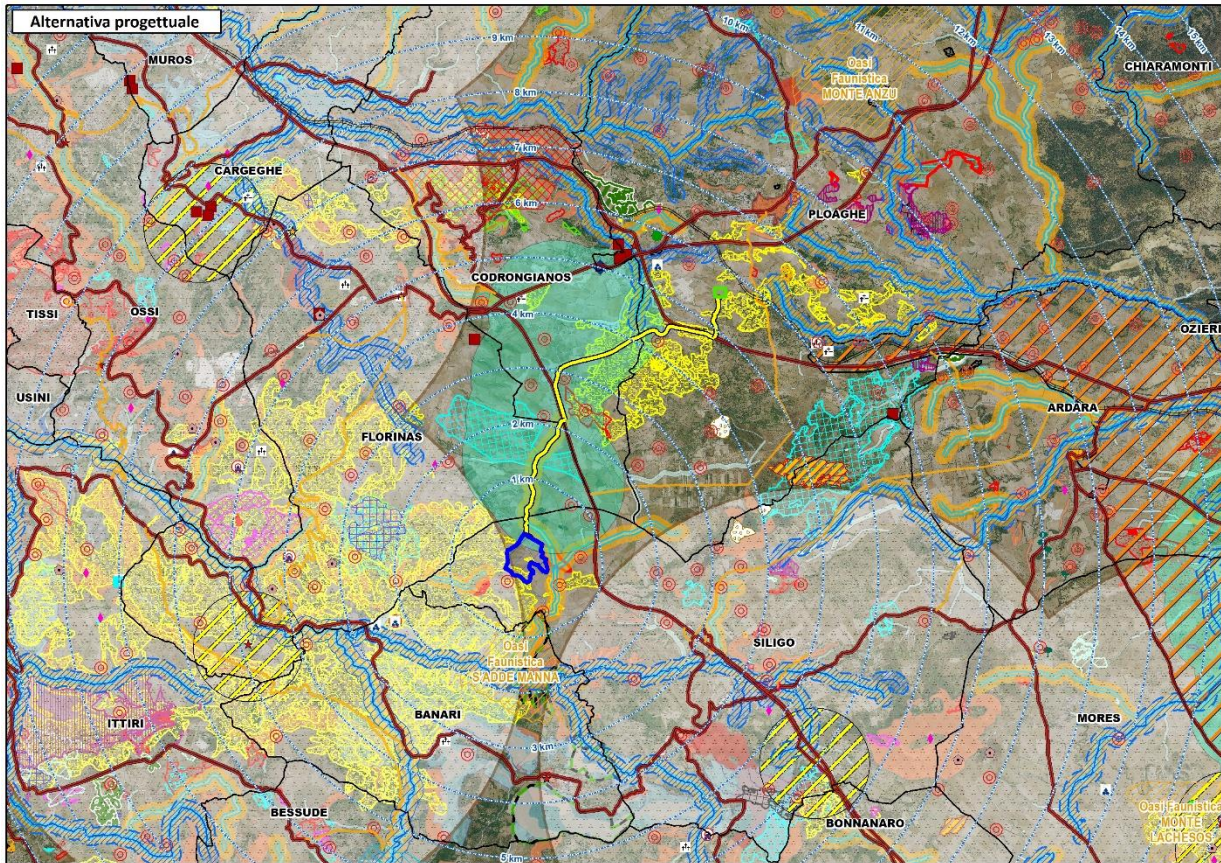 Alternativa progettuale
MUROS
9 km
10 km
11 km
12 km
13 km
14 km
15 km
CHIARAMONTI
Oasi
Faunistica
MONTE ANZU
8 km
7 km
CARGEGHE
6 km
PLOAGHE
CODRONGIANOS
TISSI
OSSI
4 km
OZIERI
USINI
ARDARA
FLORINAS
2 km
1 km
Oasi
Faunistica
S'ADDE MANNA
SILIGO
ITTIRI
BANARI
MORES
3 km
BESSUDE
BONNANARO
Oasi Faunistica
MONTE
LACHESOS
5 km